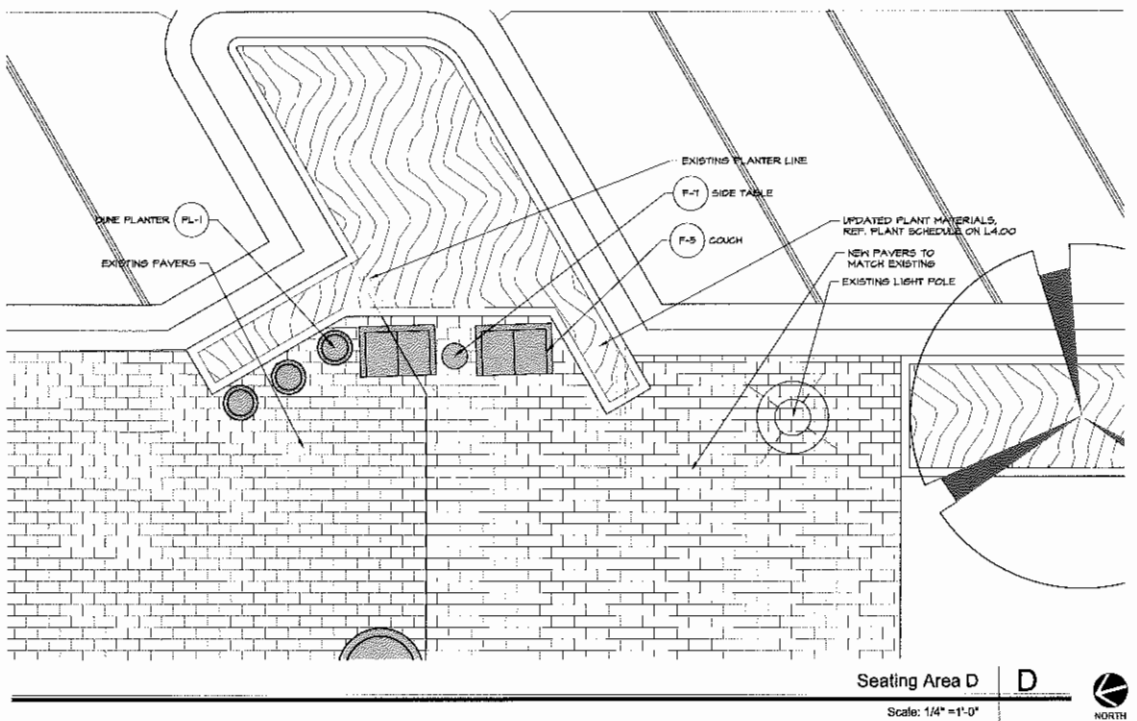 EXISTING PLANTER LINE
F-7 SIDE TABLE
DUNE PLANTER PL-1
UPDATED PLANT MATERIALS,
REF. PLANT SCHEDULE ON L4.00
F-5 COUCH
EXISTING PAVERS
NEW PAVERS TO
MATCH EXISTING
EXISTING LIGHT POLE
Seating Area D D
Scale: 1/4" =1'-0"
NORTH